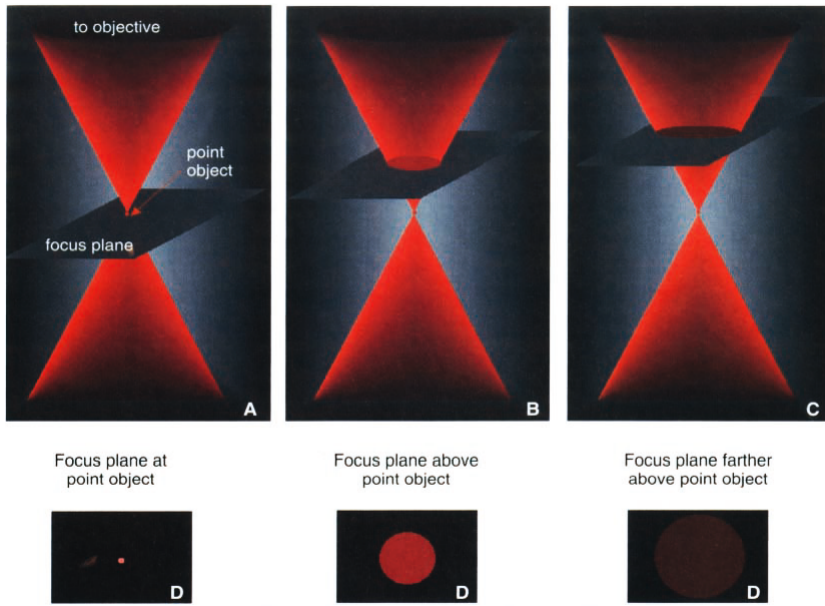 to objective
point
object
focus plane
A
B
C
Focus plane at
point object
Focus plane above
point object
Focus plane farther
above point object
D
D
D